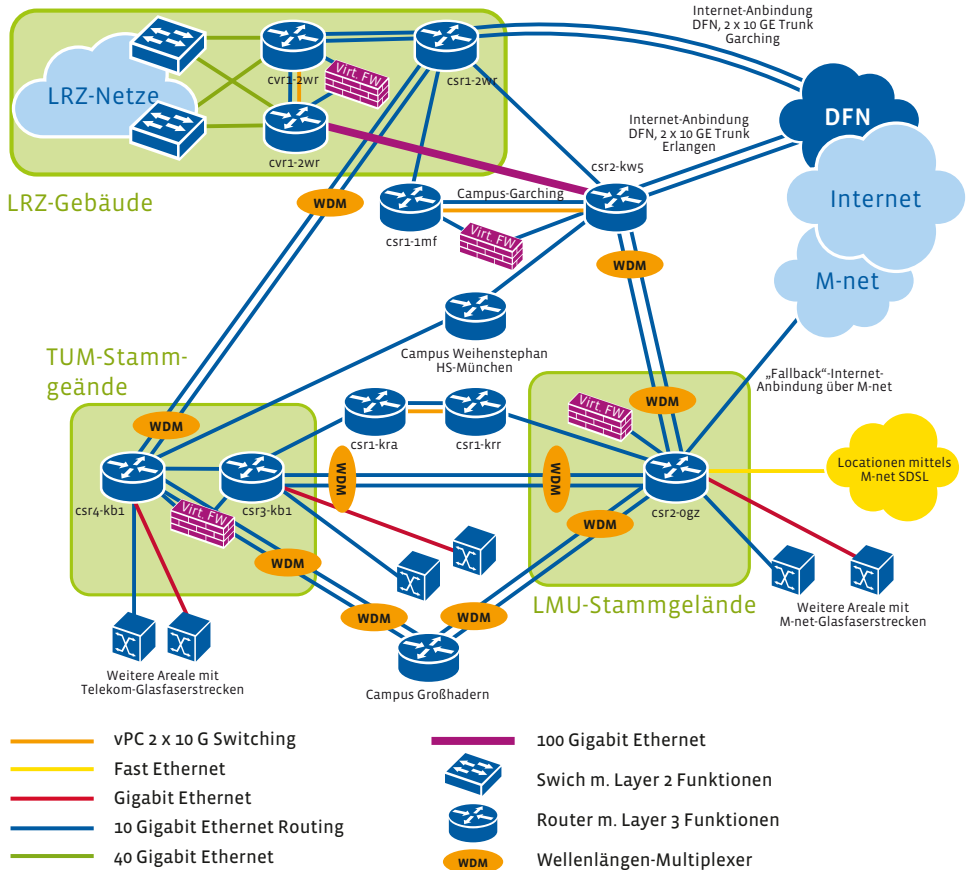 Internet-Anbindung
DFN, 2 x 10 GE Trunk
Garching
cvr1-2wr
Virt. FW
csr1-2wr
LRZ-Netze
DFN
Internet-Anbindung
DFN, 2 x 10 GE Trunk
Erlangen
cvr1-2wr
csr2-kw5
LRZ-Gebäude
WDM
Campus-Garching
Internet
csr1-1mf
Virt. FW
WDM
M-net
TUM-Stamm-
geände
Campus Weihenstephan
HS-München
„Fallback“-Internet-
Anbindung über M-net
WDM
csr1-kra
csr1-krr
Virt. FW
WDM
WDM
WDM
Locationen mittels
M-net SDSL
csr4-kb1
Virt. FW
csr3-kb1
csr2-ogz
WDM
WDM
LMU-Stammgelände
WDM
WDM
Weitere Areale mit
M-net-Glasfaserstrecken
Weitere Areale mit
Telekom-Glasfaserstrecken
Campus Großhadern
vPC 2 x 10 G Switching
Fast Ethernet
Gigabit Ethernet
10 Gigabit Ethernet Routing
40 Gigabit Ethernet
100 Gigabit Ethernet
Swich m. Layer 2 Funktionen
Router m. Layer 3 Funktionen
WDM
Wellenlängen-Multiplexer